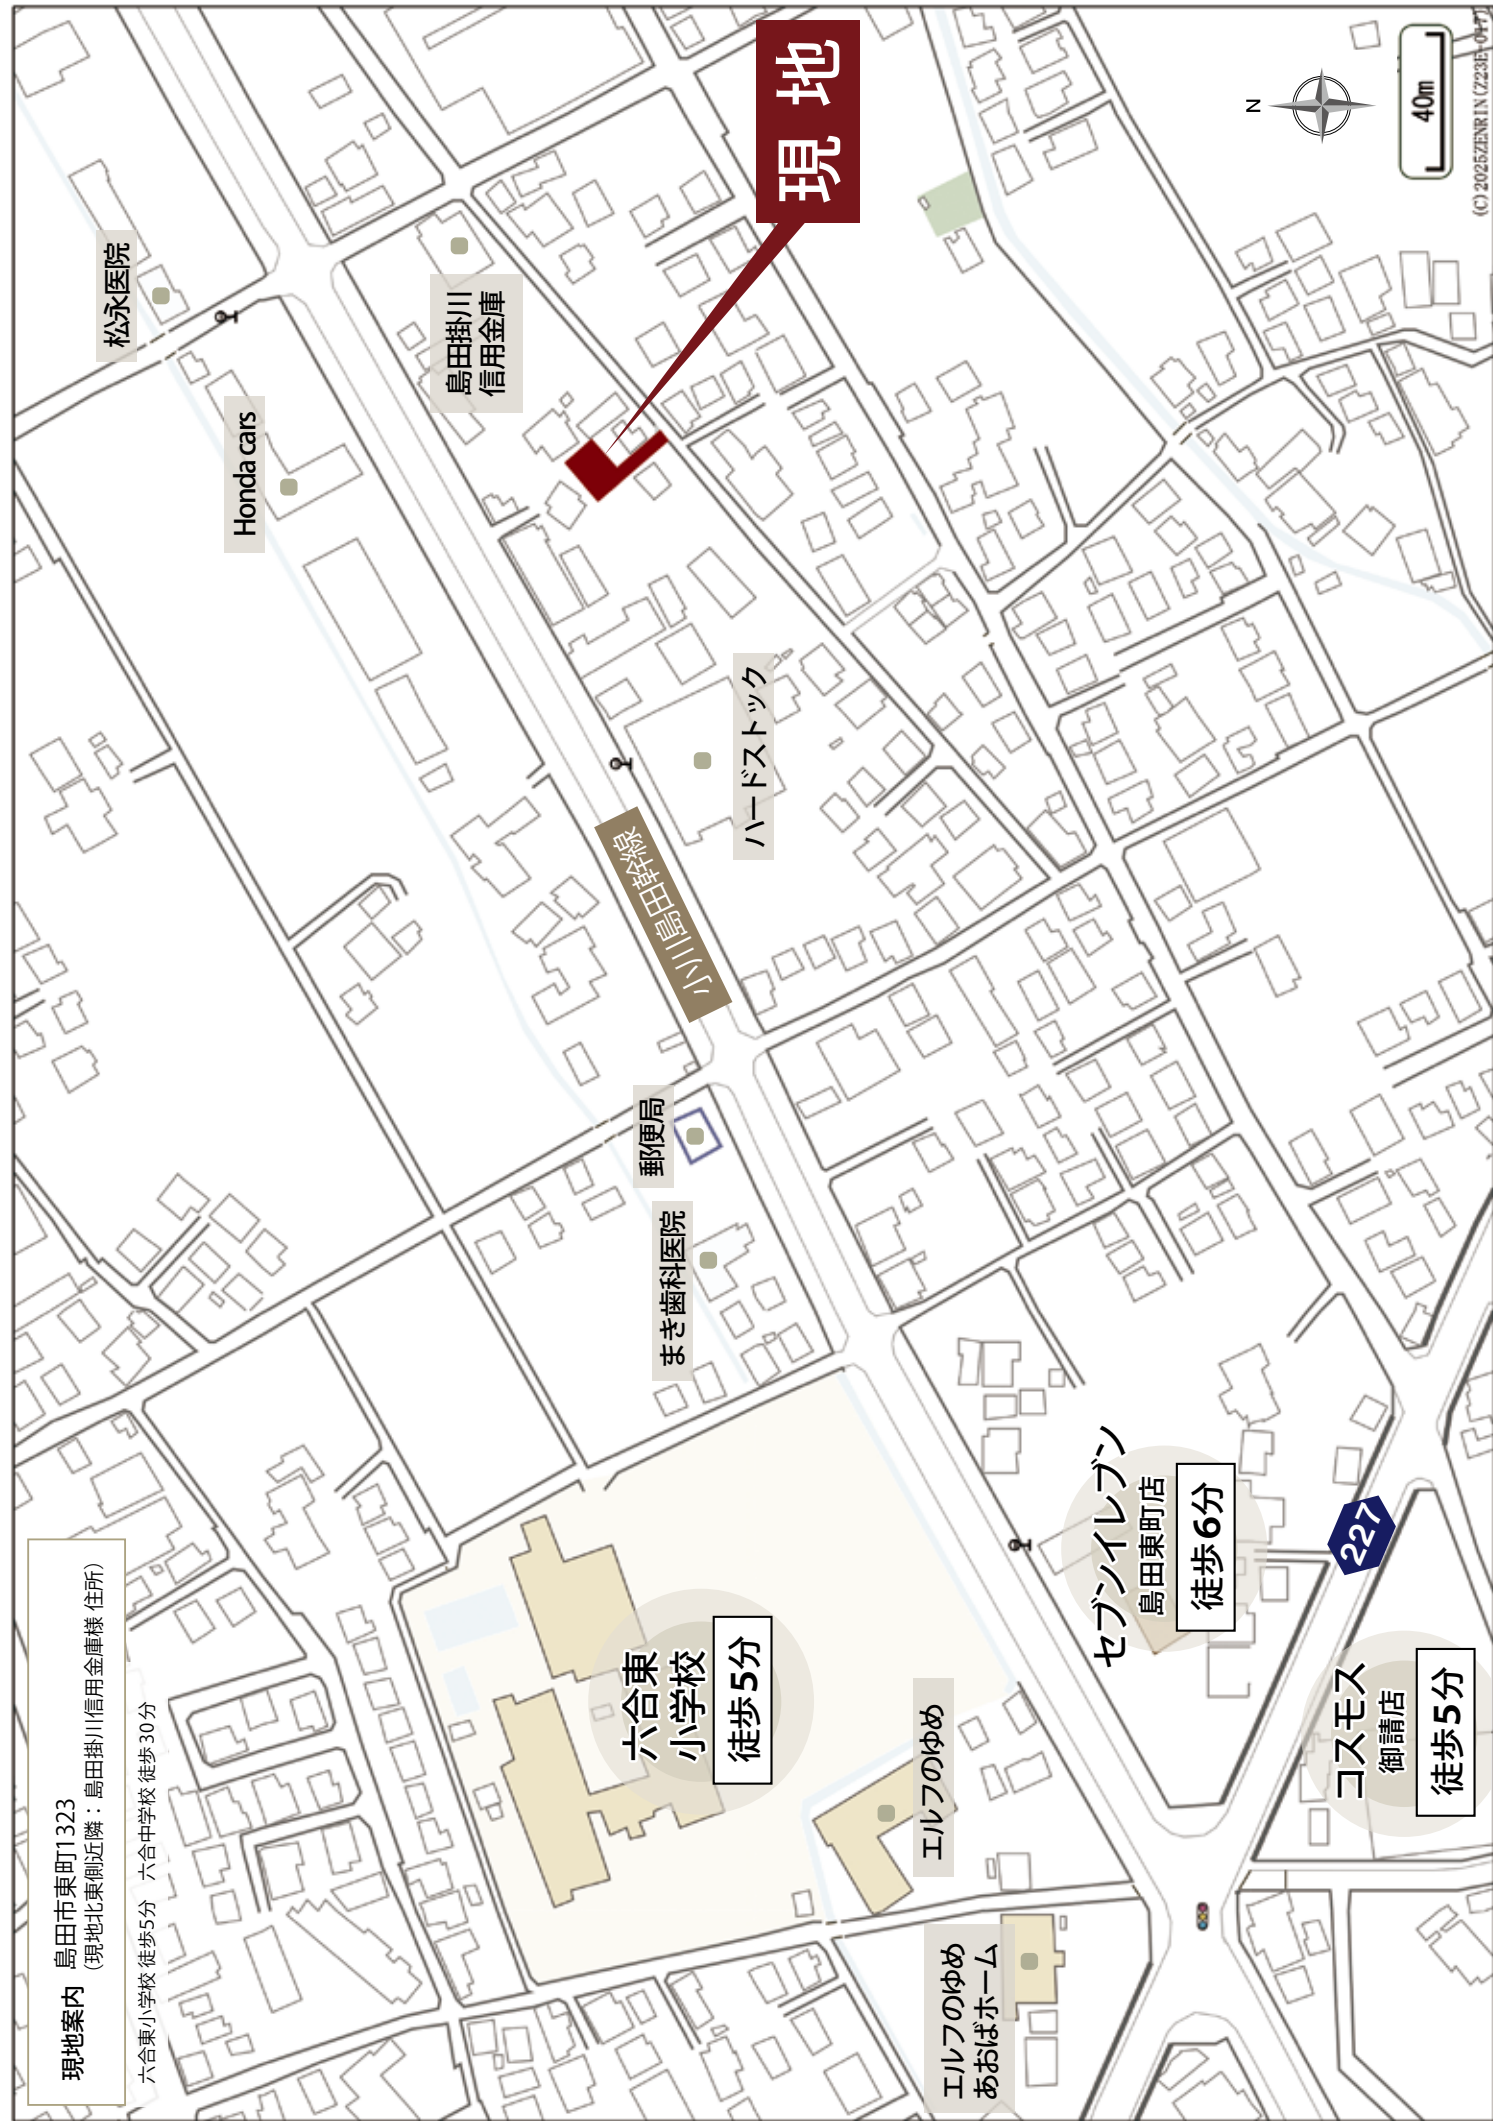 現地案内 島田市東町1323
(現地北東側近隣：島田掛川信用金庫様 住所)
六合東小学校 徒歩5分 六合中学校 徒歩30分
松永医院
Honda cars
島田掛川
信用金庫
現地
ハードストック
小川島田幹線
郵便局
まき歯科医院
六合東
小学校
徒歩5分
エルフのゆめ
エルフのゆめ
あおばホーム
セブンイレブン
島田東町店
徒歩6分
227
コスモス
御請店
徒歩5分
N
40m
(C) 2025ZENRIN(Z23E-017)